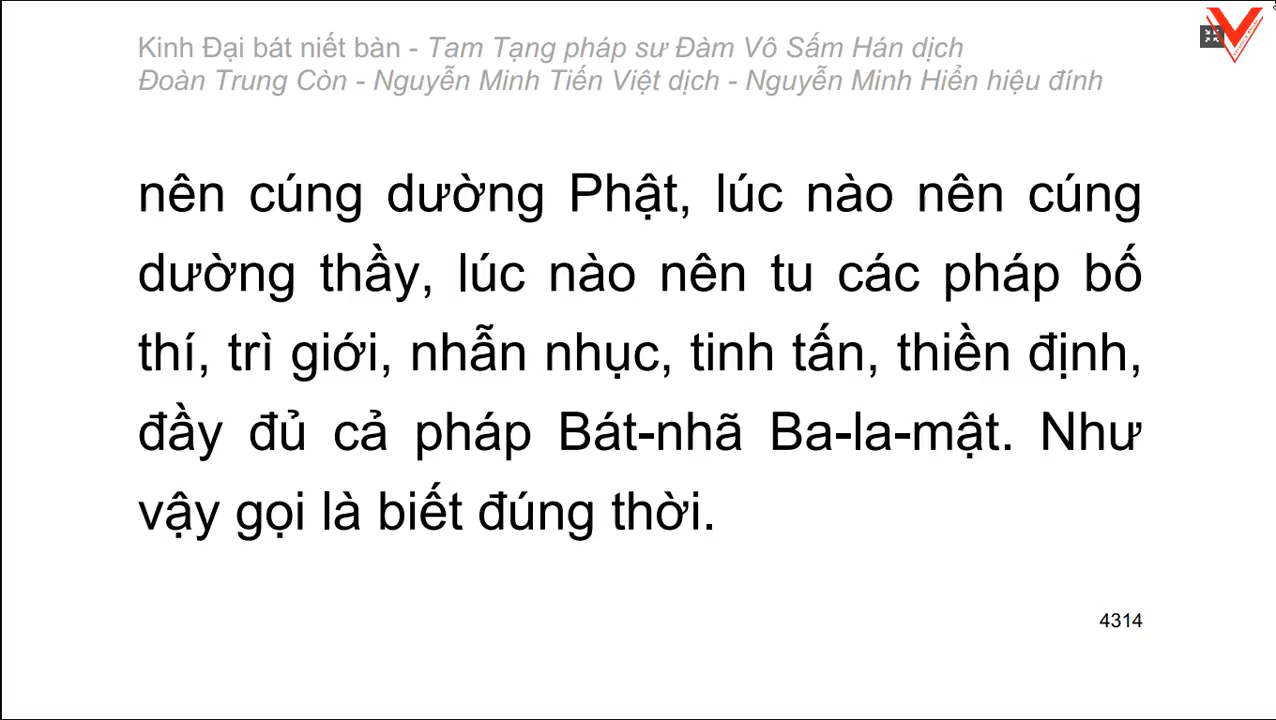 Kinh Đại bát niết bàn - Tam Tạng pháp sư Đàm Vô Sấm Hán dịch
Đoàn Trung Còn - Nguyễn Minh Tiến Việt dịch - Nguyễn Minh Hiển hiệu đính
nên cúng dường Phật, lúc nào nên cúng
dường thầy, lúc nào nên tu các pháp bố
thí, trì giới, nhẫn nhục, tinh tấn, thiền định,
đầy đủ cả pháp Bát-nhã Ba-la-mật. Như
vậy gọi là biết đúng thời.
4314